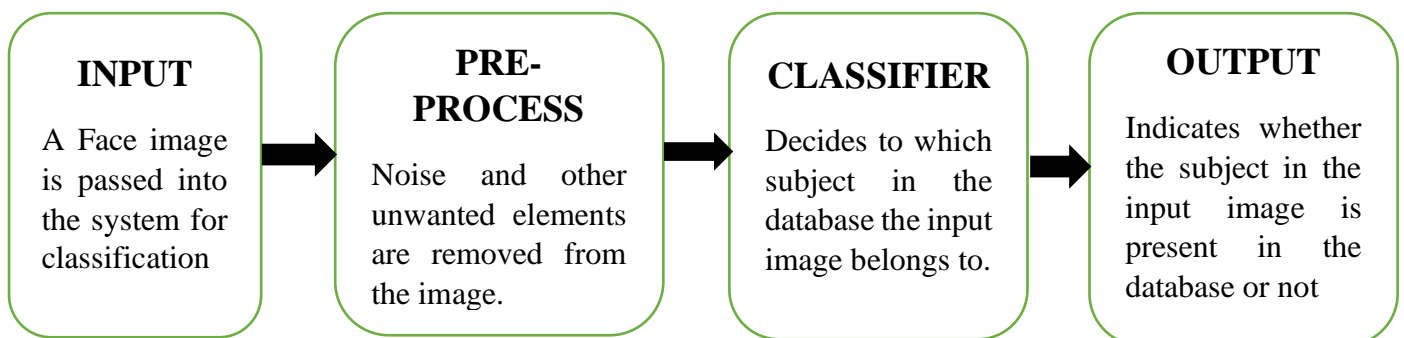 INPUT
A Face image
is passed into
the system for
classification
PRE-
PROCESS
Noise and other
unwanted elements
are removed from
the image.
CLASSIFIER
Decides to which
subject in the
database the input
image belongs to.
OUTPUT
Indicates whether
the subject in the
input image is
present in the
database or not